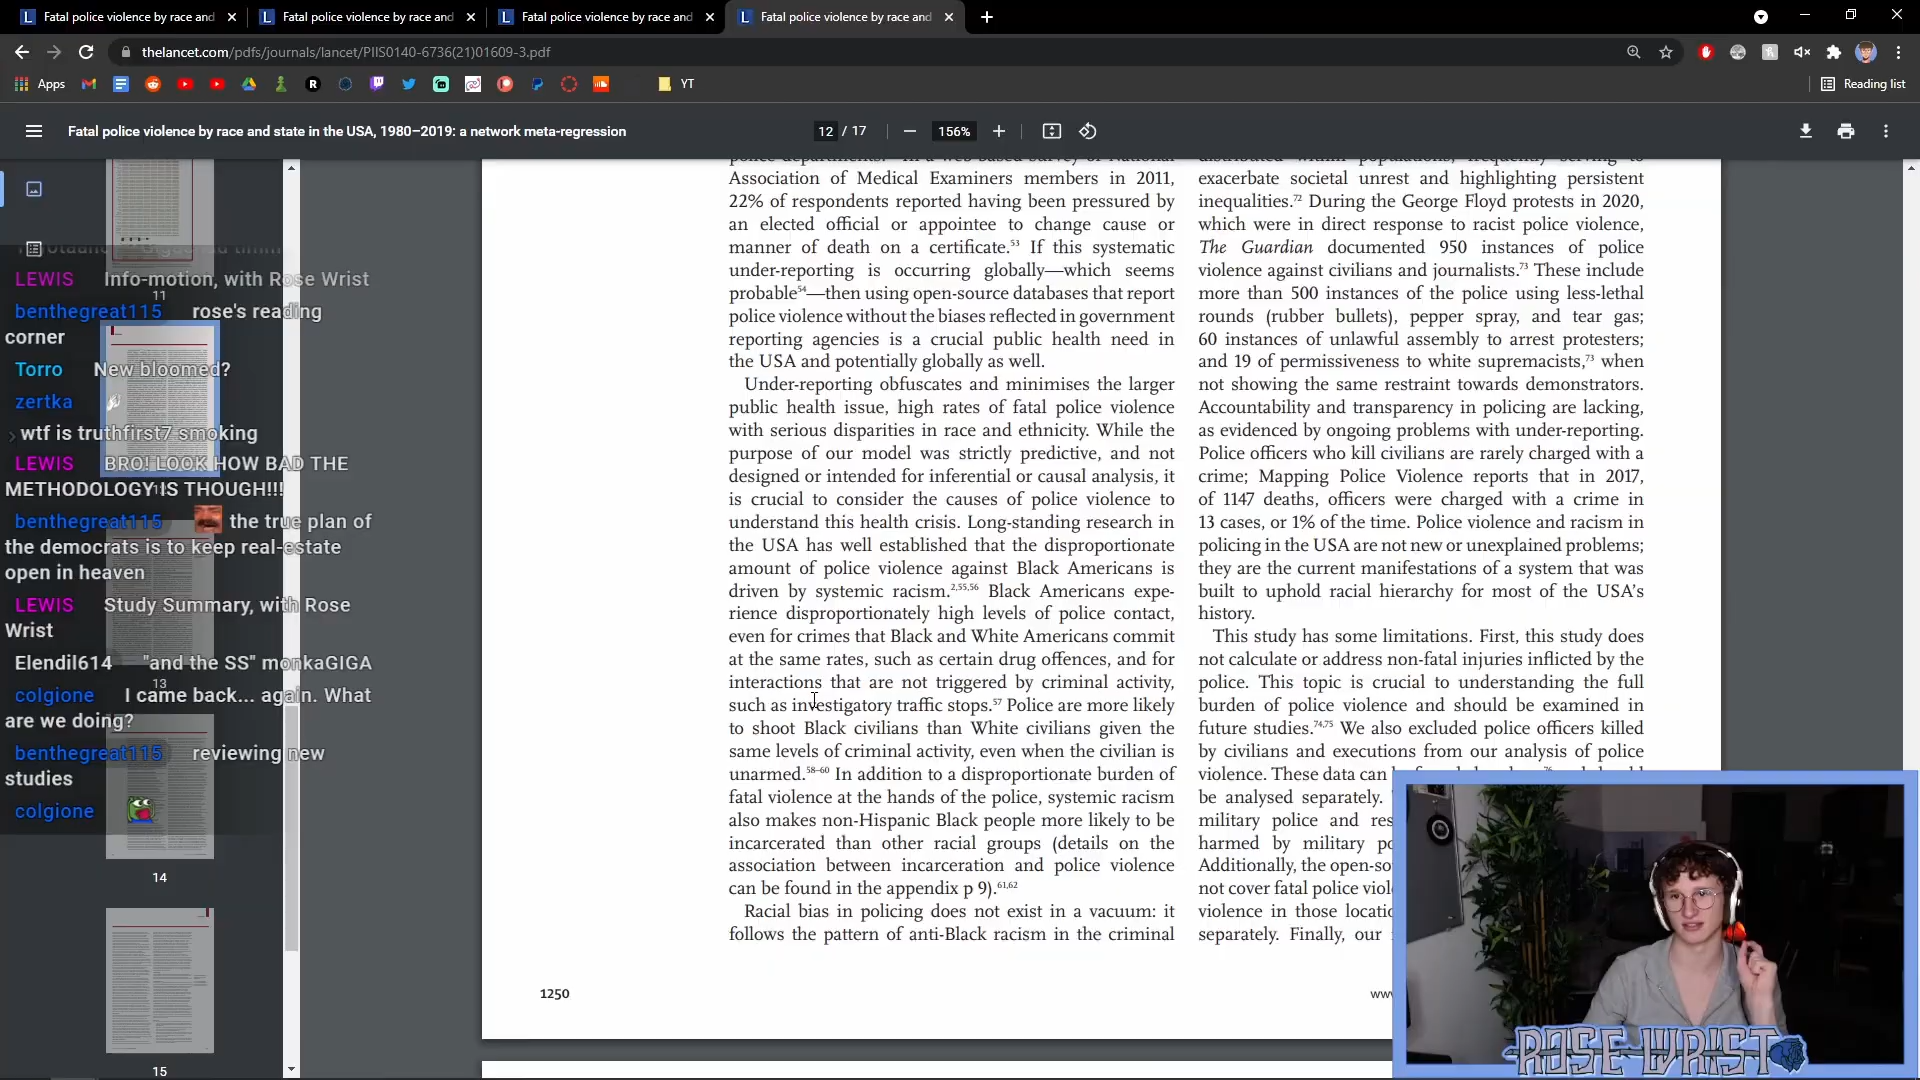 Fatal police violence by race and
Fatal police violence by race and
Fatal police violence by race and
Fatal police violence by race and
thelancet.com/pdfs/journals/lancet/PIIS0140-6736(21)01609-3.pdf
Apps
YT
Reading list
Fatal police violence by race and state in the USA, 1980–2019: a network meta-regression
12 / 17
156%
LEWIS Info-motion, with Rose Wrist
11
benthegreat115 rose's reading
corner
Torro New bloomed?
zertka
wtf is truthfirst7 smoking
LEWIS BRO! LOOK HOW BAD THE
METHODOLOGY IS THOUGH!!!
benthegreat115 the true plan of
the democrats is to keep real-estate
open in heaven
LEWIS Study Summary, with Rose
Wrist
Elendil614 "and the SS" monkaGIGA
13
colgione I came back... again. What
are we doing?
benthegreat115 reviewing new
studies
colgione
14
15
Association of Medical Examiners members in 2011,
22% of respondents reported having been pressured by
an elected official or appointee to change cause or
manner of death on a certificate.53 If this systematic
under-reporting is occurring globally—which seems
probable54—then using open-source databases that report
police violence without the biases reflected in government
reporting agencies is a crucial public health need in
the USA and potentially globally as well.
Under-reporting obfuscates and minimises the larger
public health issue, high rates of fatal police violence
with serious disparities in race and ethnicity. While the
purpose of our model was strictly predictive, and not
designed or intended for inferential or causal analysis, it
is crucial to consider the causes of police violence to
understand this health crisis. Long-standing research in
the USA has well established that the disproportionate
amount of police violence against Black Americans is
driven by systemic racism.2,55,56 Black Americans expe-
rience disproportionately high levels of police contact,
even for crimes that Black and White Americans commit
at the same rates, such as certain drug offences, and for
interactions that are not triggered by criminal activity,
such as investigatory traffic stops.57 Police are more likely
to shoot Black civilians than White civilians given the
same levels of criminal activity, even when the civilian is
unarmed.58–60 In addition to a disproportionate burden of
fatal violence at the hands of the police, systemic racism
also makes non-Hispanic Black people more likely to be
incarcerated than other racial groups (details on the
association between incarceration and police violence
can be found in the appendix p 9).61,62
Racial bias in policing does not exist in a vacuum: it
follows the pattern of anti-Black racism in the criminal
1250
distributed within populations, frequently serving to
exacerbate societal unrest and highlighting persistent
inequalities.72 During the George Floyd protests in 2020,
which were in direct response to racist police violence,
The Guardian documented 950 instances of police
violence against civilians and journalists.73 These include
more than 500 instances of the police using less-lethal
rounds (rubber bullets), pepper spray, and tear gas;
60 instances of unlawful assembly to arrest protesters;
and 19 of permissiveness to white supremacists,73 when
not showing the same restraint towards demonstrators.
Accountability and transparency in policing are lacking,
as evidenced by ongoing problems with under-reporting.
Police officers who kill civilians are rarely charged with a
crime; Mapping Police Violence reports that in 2017,
of 1147 deaths, officers were charged with a crime in
13 cases, or 1% of the time. Police violence and racism in
policing in the USA are not new or unexplained problems;
they are the current manifestations of a system that was
built to uphold racial hierarchy for most of the USA's
history.
This study has some limitations. First, this study does
not calculate or address non-fatal injuries inflicted by the
police. This topic is crucial to understanding the full
burden of police violence and should be examined in
future studies.74,75 We also excluded police officers killed
by civilians and executions from our analysis of police
violence. These data can
be analysed separately.
military police and
harmed by military
Additionally, the
not cover fatal police
violence in those
separately. Finally, our
ROSE WRIST